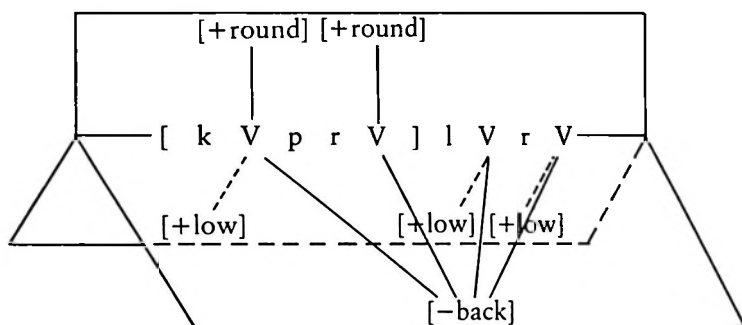 [+round] [+round]
[ k V p r V ] l V r V
[+low] [+low] [+low]
[−back]